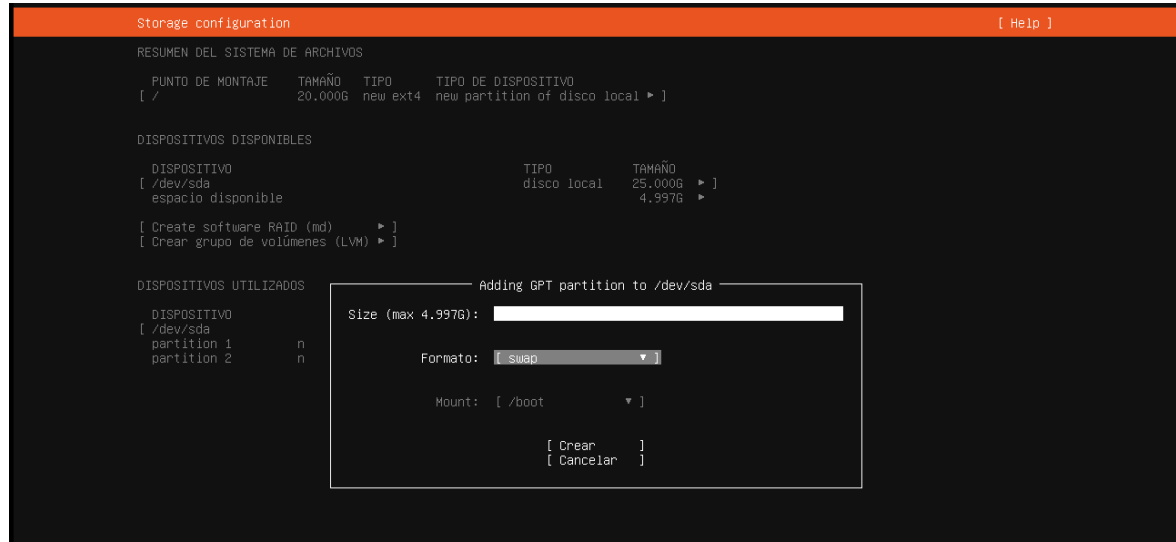 Storage configuration [ Help ]
RESUMEN DEL SISTEMA DE ARCHIVOS
PUNTO DE MONTAJE TAMAÑO TIPO TIPO DE DISPOSITIVO
[ / 20.000G new ext4 new partition of disco local ► ]
DISPOSITIVOS DISPONIBLES
DISPOSITIVO TIPO TAMAÑO
[ /dev/sda disco local 25.000G ► ]
espacio disponible 4.997G ►
[ Create software RAID (md) ► ]
[ Crear grupo de volúmenes (LVM) ► ]
DISPOSITIVOS UTILIZADOS
DISPOSITIVO
[ /dev/sda
partition 1 n
partition 2 n
Adding GPT partition to /dev/sda
Size (max 4.997G):
Formato: [ swap ▼ ]
Mount: [ /boot ▼ ]
[ Crear ]
[ Cancelar ]